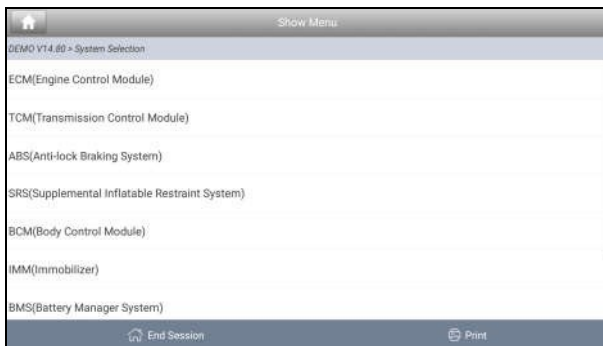 Show Menu
DEMO V14.80 > System Selection
ECM(Engine Control Module)
TCM(Transmission Control Module)
ABS(Anti-lock Braking System)
SRS(Supplemental Inflatable Restraint System)
BCM(Body Control Module)
IMM(Immobilizer)
BMS(Battery Manager System)
End Session
Print